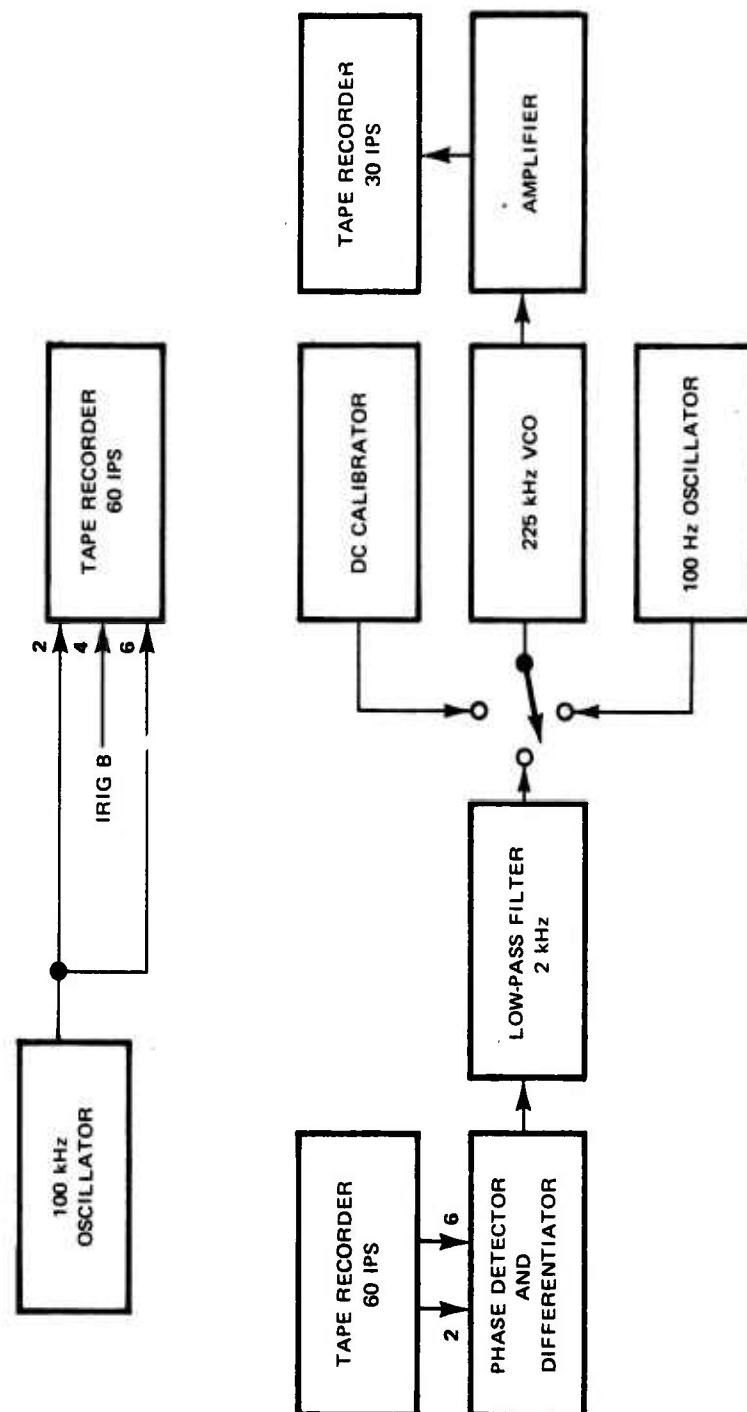 100 kHz
OSCILLATOR
IRIG B
2
4
6
TAPE RECORDER
60 IPS
TAPE RECORDER
60 IPS
2
6
PHASE DETECTOR
AND
DIFFERENTIATOR
LOW-PASS FILTER
2 kHz
DC CALIBRATOR
225 kHz VCO
100 Hz OSCILLATOR
TAPE RECORDER
30 IPS
AMPLIFIER